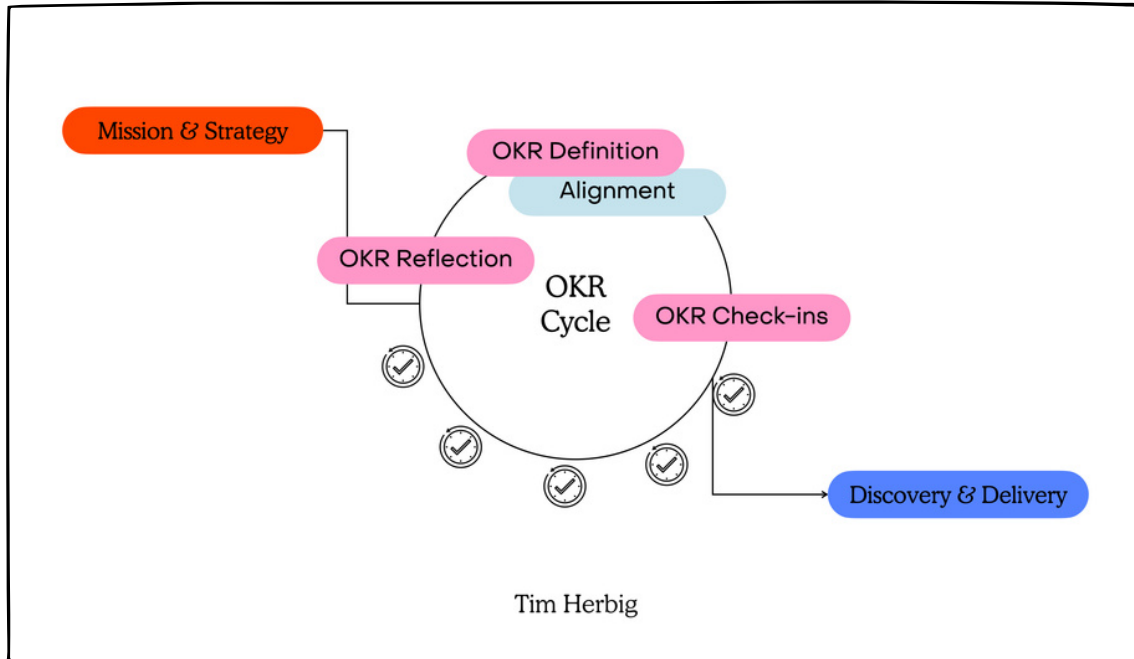 Mission & Strategy
OKR Definition
Alignment
OKR Reflection
OKR
Cycle
OKR Check-ins
Discovery & Delivery
Tim Herbig